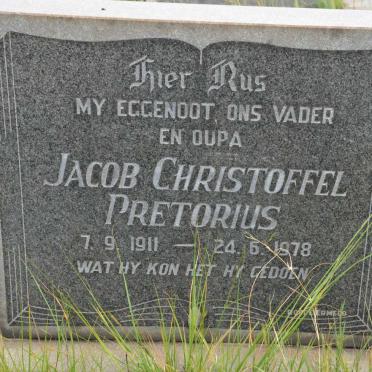 Hier Rus
MY EGGENOOT, ONS VADER
EN OUPA
JACOB CHRISTOFFEL
PRETORIUS
7. 9. 1911 — 24. 6. 1978
WAT HY KON HET HY GEDOEN